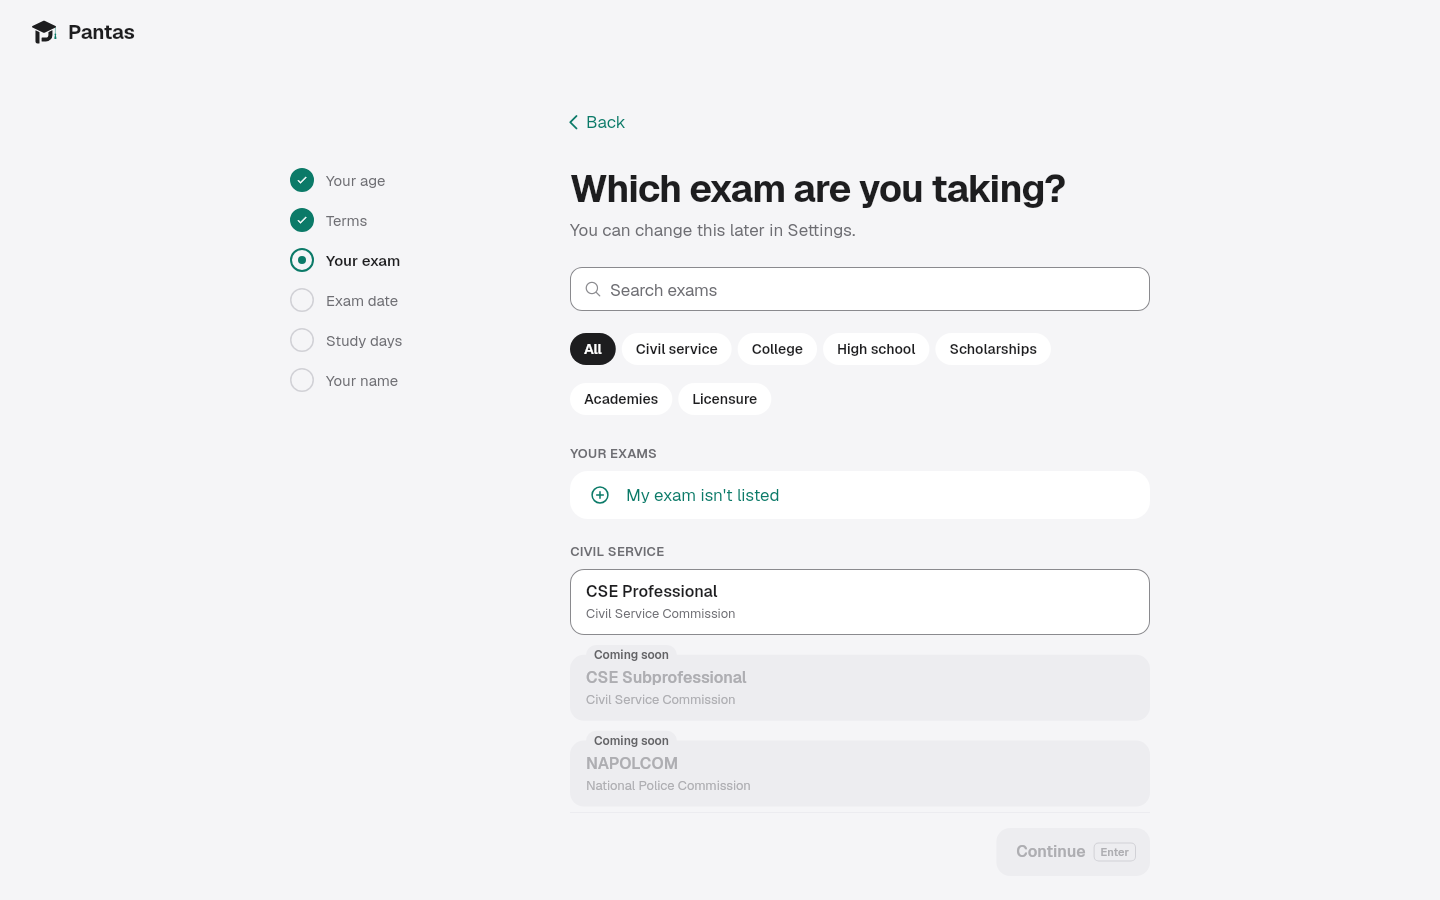 Pantas
Back
Your age
Terms
Your exam
Exam date
Study days
Your name
Which exam are you taking?
You can change this later in Settings.
Search exams
All
Civil service
College
High school
Scholarships
Academies
Licensure
YOUR EXAMS
My exam isn't listed
CIVIL SERVICE
CSE Professional
Civil Service Commission
Coming soon
CSE Subprofessional
Civil Service Commission
Coming soon
NAPOLCOM
National Police Commission
Continue Enter